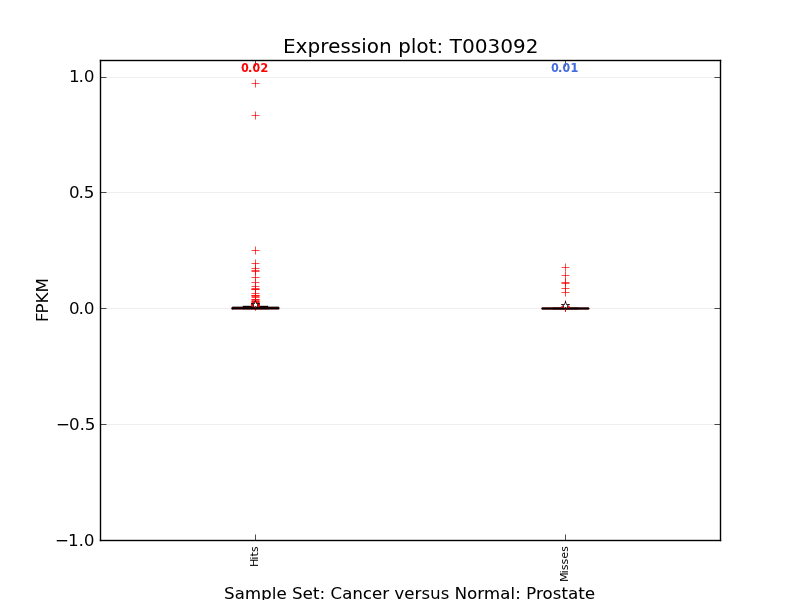 Expression plot: T003092
0.02
0.01
1.0
0.5
0.0
−0.5
−1.0
FPKM
Hits
Misses
Sample Set: Cancer versus Normal: Prostate